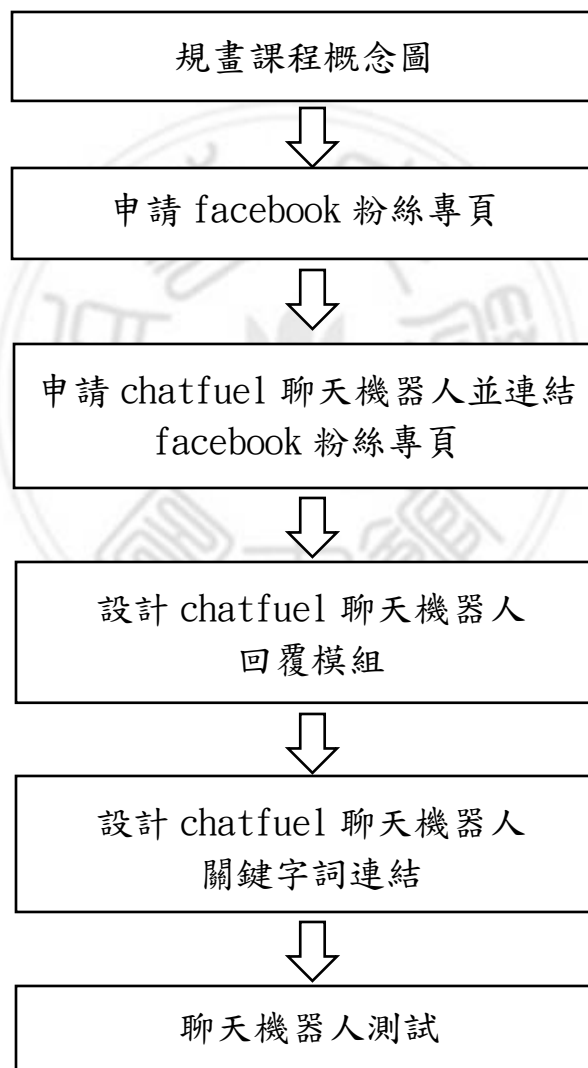 規畫課程概念圖
申請 facebook 粉絲專頁
申請 chatfuel 聊天機器人並連結
facebook 粉絲專頁
設計 chatfuel 聊天機器人
回覆模組
設計 chatfuel 聊天機器人
關鍵字詞連結
聊天機器人測試